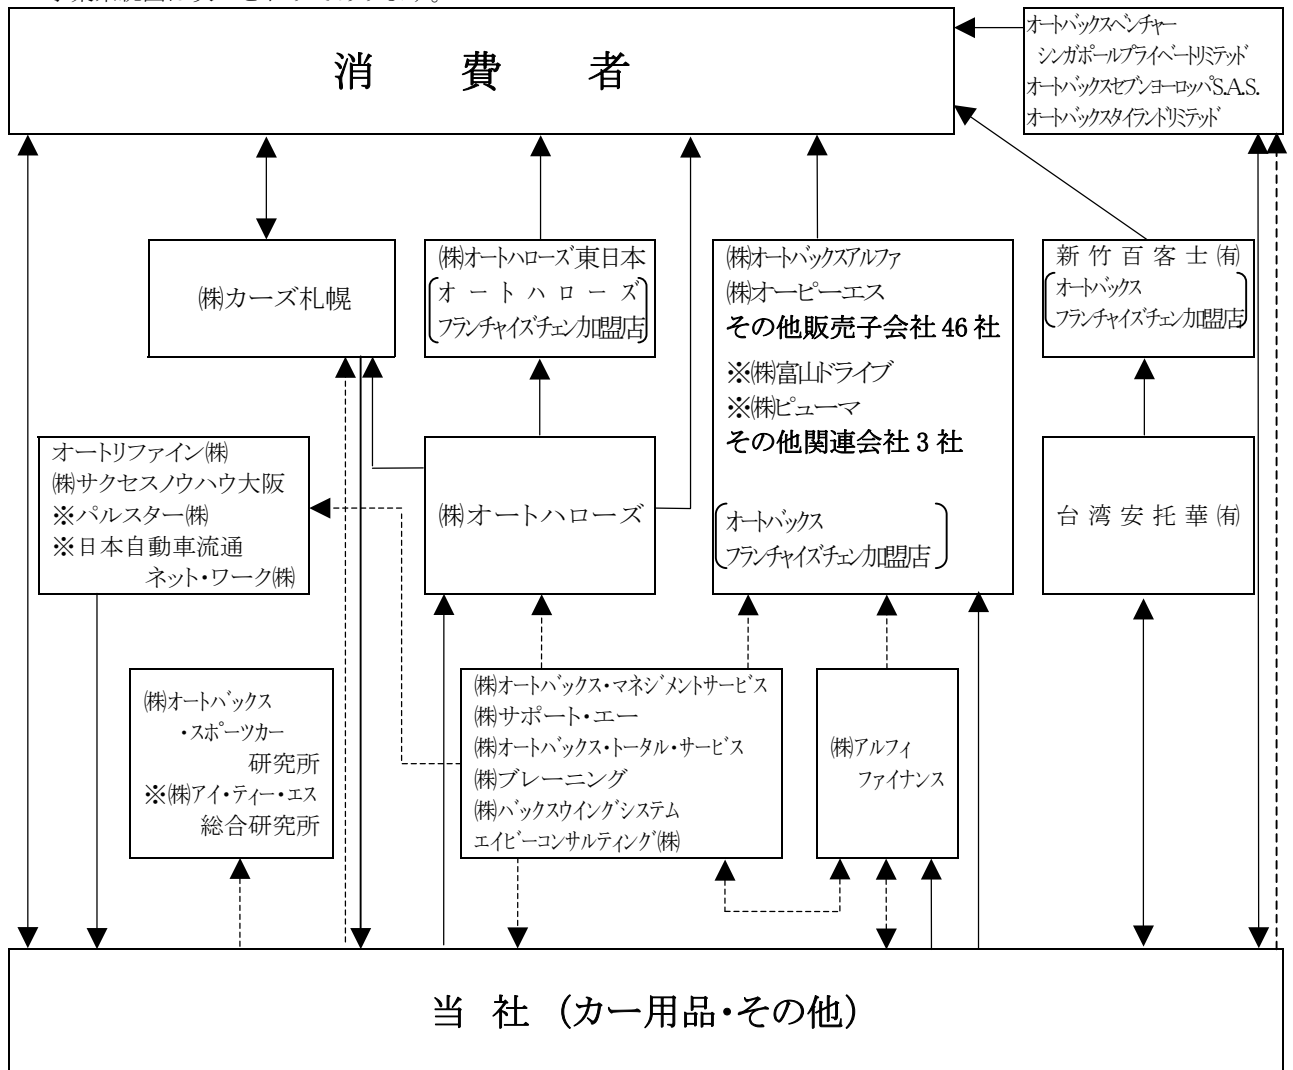 消費者
オートバックスベンチャー
シンガポールプライベートリミテッド
オートバックスセブンヨーロッパS.A.S.
オートバックスタイランドリミテッド
㈱カーズ札幌
㈱オートハローズ東日本
オートハローズ
フランチャイズチェン加盟店
㈱オートバックスアルファ
㈱オーピーエス
その他販売子会社46社
※㈱富山ドライブ
※㈱ピューマ
その他関連会社3社
オートバックス
フランチャイズチェン加盟店
新竹百客士㈲
オートバックス
フランチャイズチェン加盟店
オートリファイン㈱
㈱サクセスノウハウ大阪
※パルスター㈱
※日本自動車流通
ネット・ワーク㈱
㈱オートハローズ
台湾安托華㈲
㈱オートバックス
・スポーツカー
研究所
※㈱アイ・ティー・エス
総合研究所
㈱オートバックス・マネジメントサービス
㈱サポート・エー
㈱オートバックス・トータル・サービス
㈱ブレーニング
㈱バックスウイングシステム
エイビーコンサルティング㈱
㈱アルフィ
ファイナンス
当社（カー用品・その他）